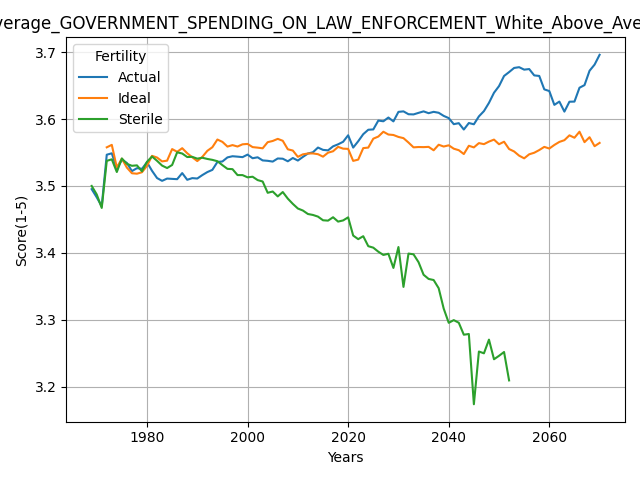 verage_GOVERNMENT_SPENDING_ON_LAW_ENFORCEMENT_White_Above_Ave
Fertility
Actual
Ideal
Sterile
3.7
3.6
3.5
3.4
3.3
3.2
Score(1-5)
1980
2000
2020
2040
2060
Years